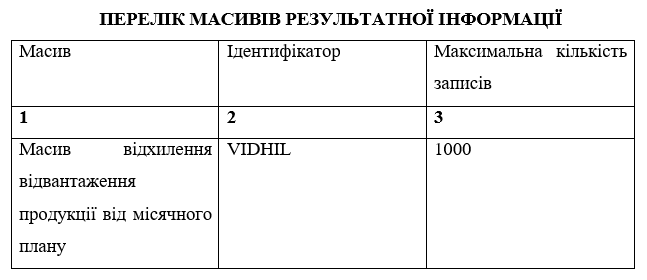 ПЕРЕЛІК МАСИВІВ РЕЗУЛЬТАТНОЇ ІНФОРМАЦІЇ
Масив Ідентифікатор Максимальна кількість
записів
1 2 3
Масив відхилення VIDHIL 1000
відвантаження
продукції від місячного
плану